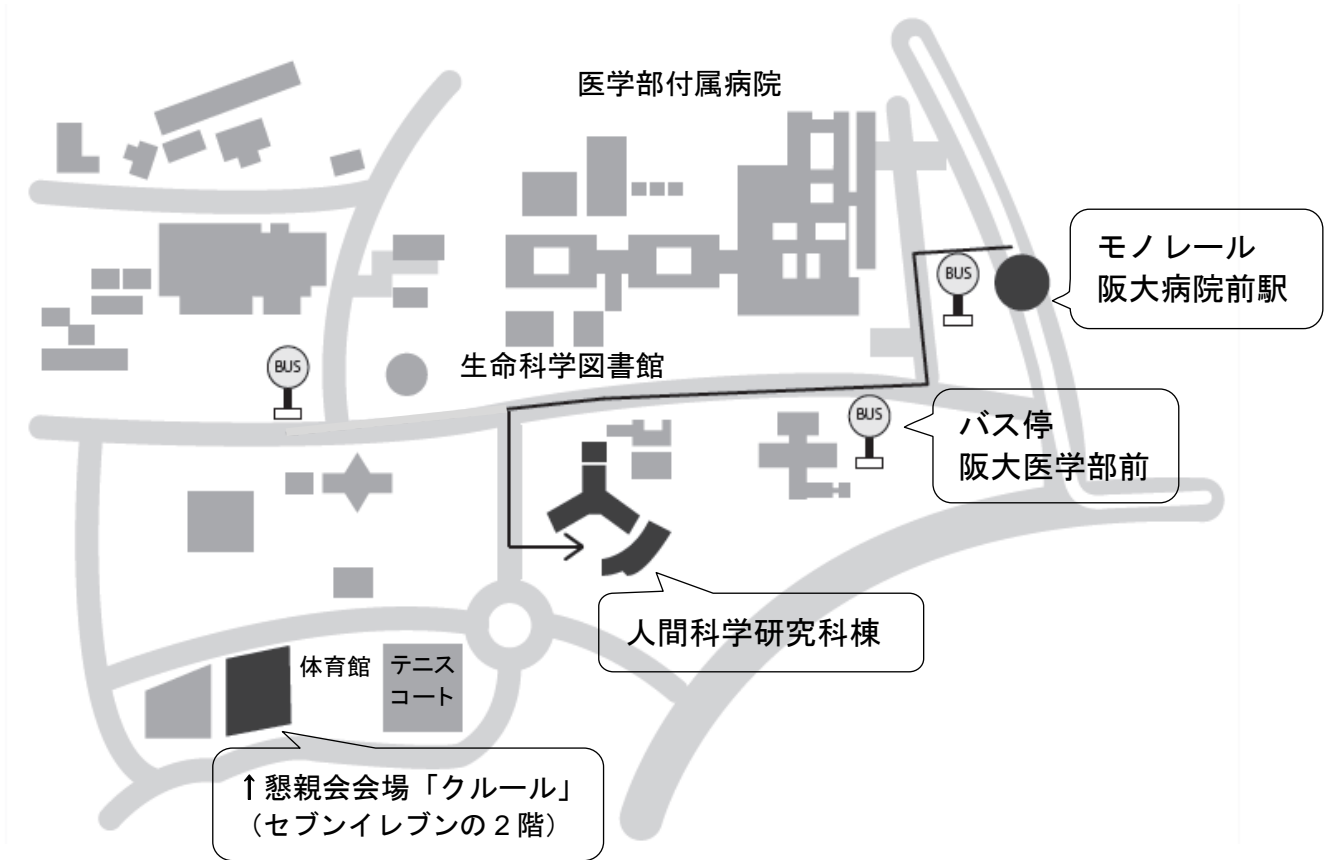 医学部付属病院
モノレール
阪大病院前駅
BUS
生命科学図書館
BUS
BUS
バス停
阪大医学部前
人間科学研究科棟
体育館
テニス
コート
↑懇親会会場「クルール」
（セブンイレブンの２階）